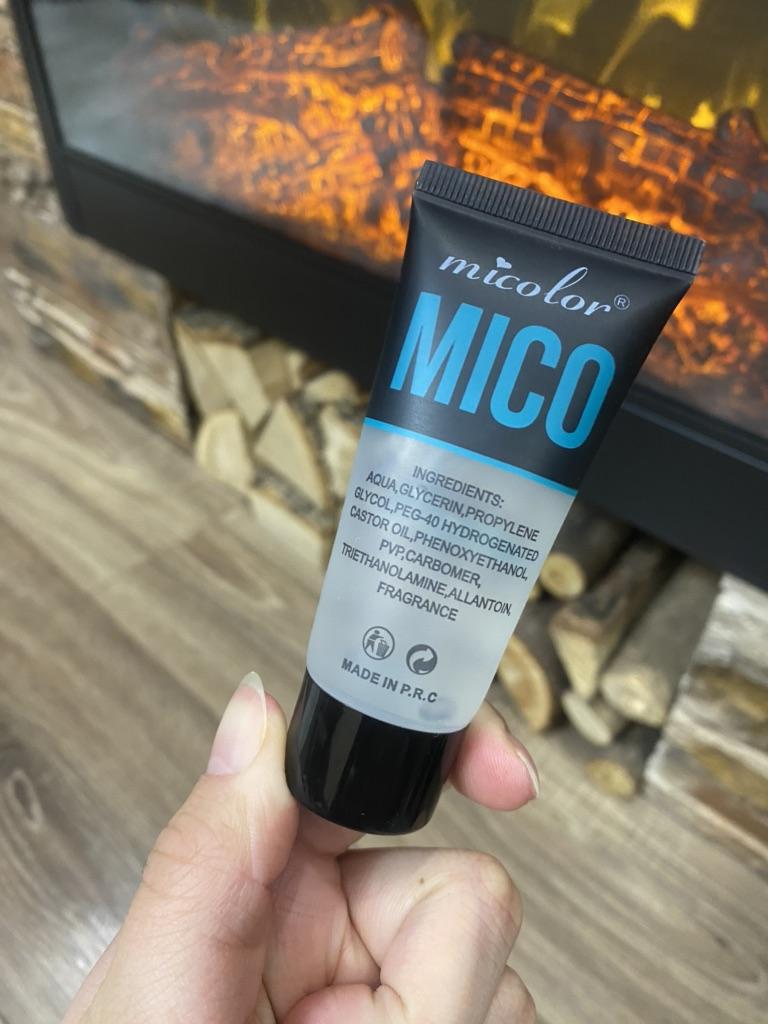 micolor®
MICO
INGREDIENTS:
AQUA,GLYCERIN,PROPYLENE
GLYCOL,PEG-40 HYDROGENATED
CASTOR OIL,PHENOXYETHANOL,
PVP,CARBOMER,
TRIETHANOLAMINE,ALLANTOIN,
FRAGRANCE
MADE IN P.R.C